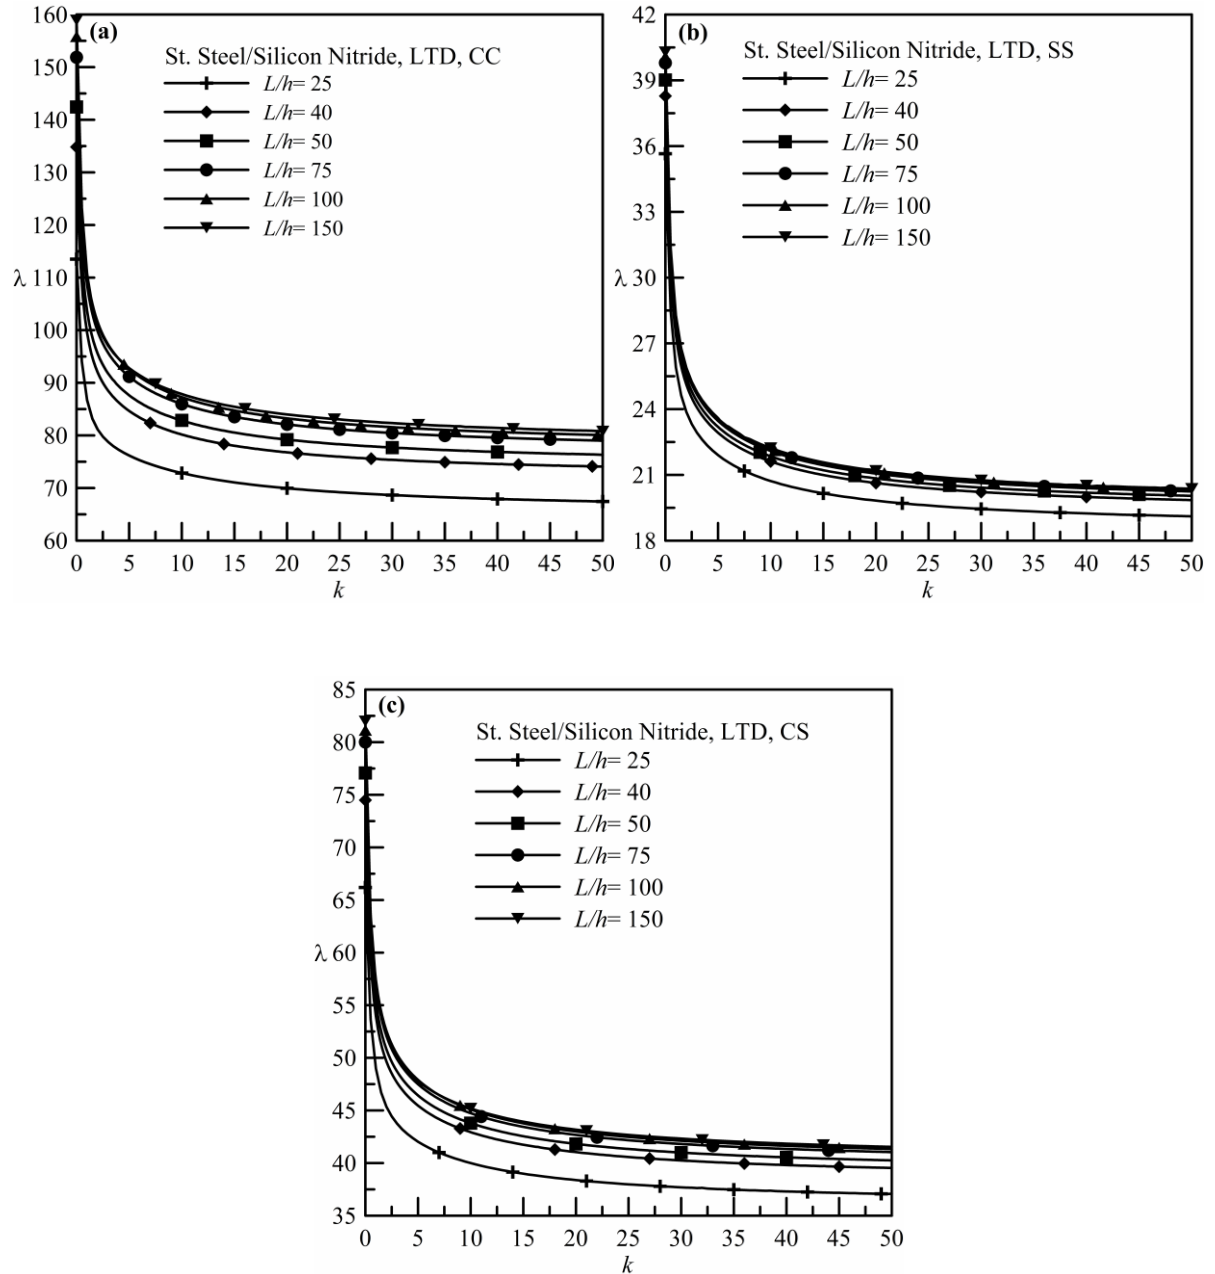 (a)
St. Steel/Silicon Nitride, LTD, CC
L/h= 25
L/h= 40
L/h= 50
L/h= 75
L/h= 100
L/h= 150
160
150
140
130
120
λ 110
100
90
80
70
60
0 5 10 15 20 25 30 35 40 45 50
k
(b)
St. Steel/Silicon Nitride, LTD, SS
L/h= 25
L/h= 40
L/h= 50
L/h= 75
L/h= 100
L/h= 150
42
39
36
33
λ 30
27
24
21
18
0 5 10 15 20 25 30 35 40 45 50
k
(c)
St. Steel/Silicon Nitride, LTD, CS
L/h= 25
L/h= 40
L/h= 50
L/h= 75
L/h= 100
L/h= 150
85
80
75
70
65
λ 60
55
50
45
40
35
0 5 10 15 20 25 30 35 40 45 50
k